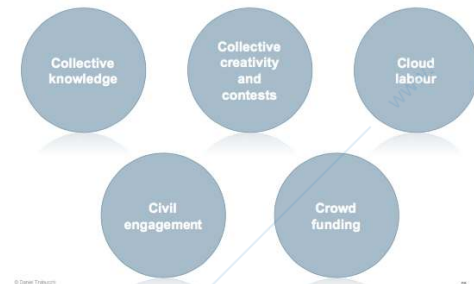 Collective
knowledge
Collective
creativity
and
contests
Cloud
labour
Civil
engagement
Crowd
funding